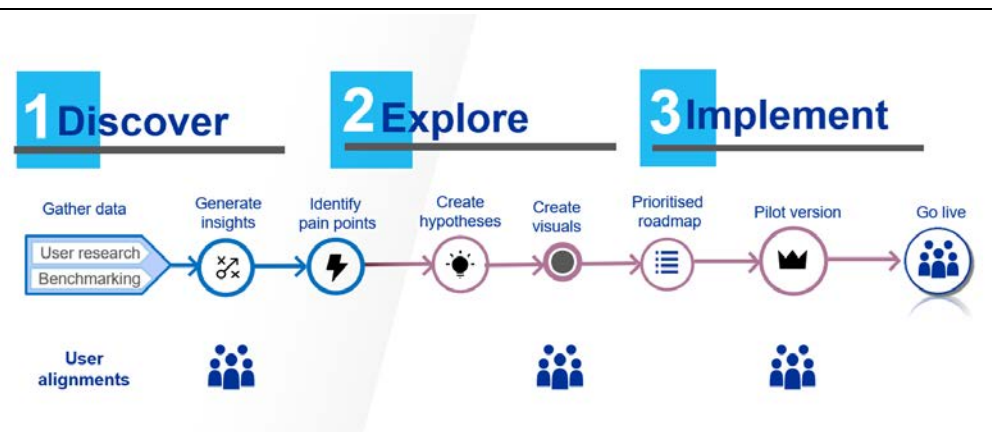 1 Discover
2 Explore
3 Implement
Gather data
Generate
insights
Identify
pain points
Create
hypotheses
Create
visuals
Prioritised
roadmap
Pilot version
Go live
User research
Benchmarking
User
alignments